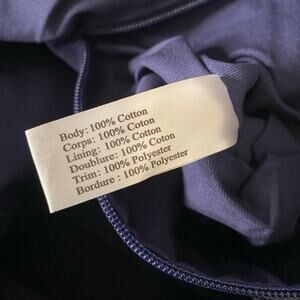 Body: 100% Cotton
Corps: 100% Coton
Lining: 100% Cotton
Doublure: 100% Coton
Trim: 100% Polyester
Bordure : 100% Polyester